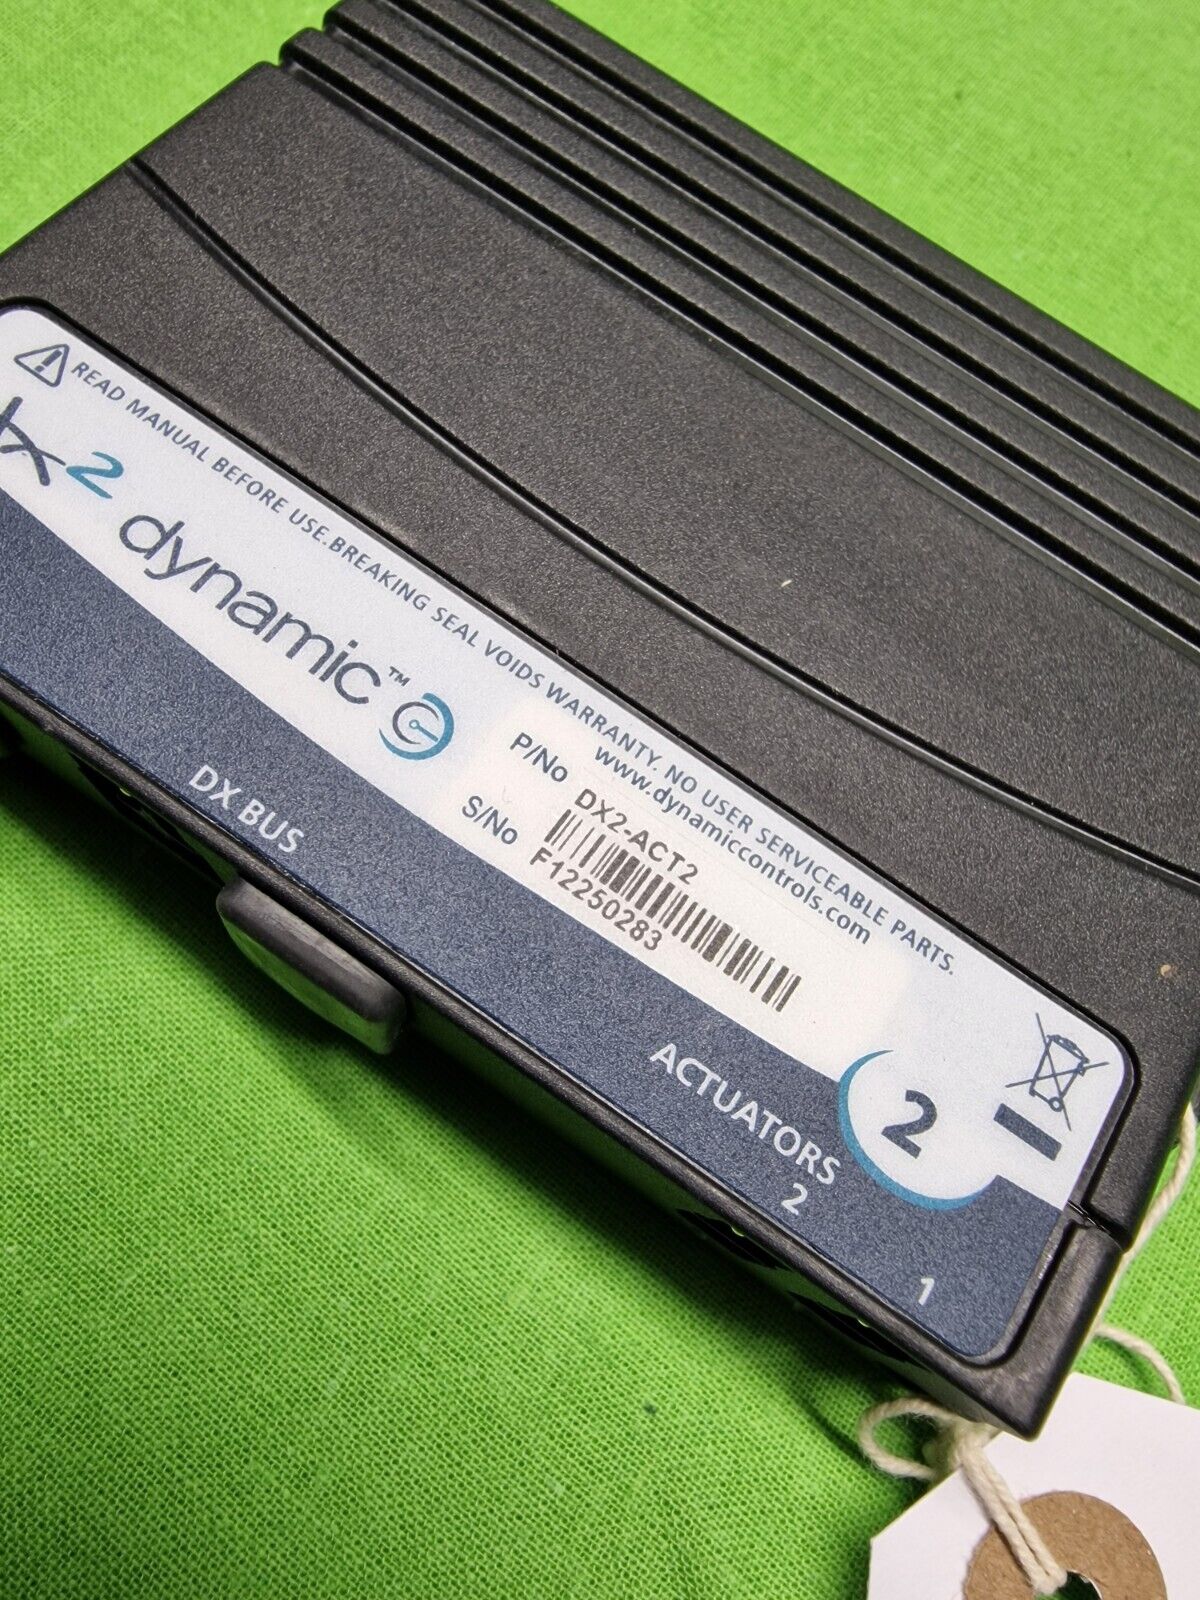 READ MANUAL BEFORE USE.BREAKING SEAL VOIDS WARRANTY. NO USER SERVICEABLE PARTS.
www.dynamiccontrols.com
x2
dynamic™
P/No DX2-ACT2
S/No F12250283
DX BUS
ACTUATORS
2
2
1